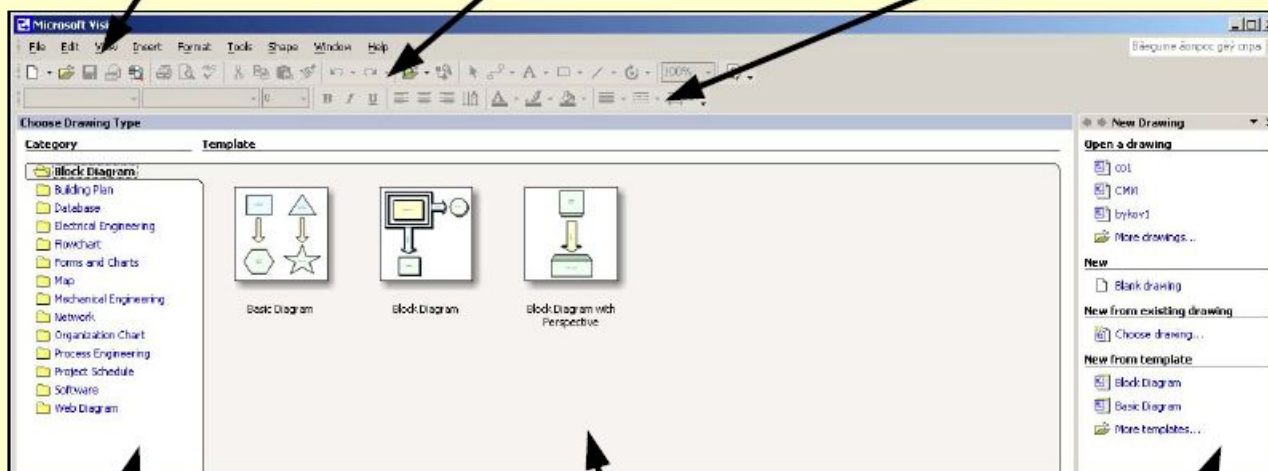 Microsoft Visi
File Edit View Insert Format Tools Shape Window Help
100%
0
B I U
Choose Drawing Type
New Drawing
Category
Template
Open a drawing
Block Diagram
Building Plan
Database
Electrical Engineering
Flowchart
Forms and Charts
Map
Mechanical Engineering
Network
Organization Chart
Process Engineering
Project Schedule
Software
Web Diagram
Basic Diagram
Block Diagram
Block Diagram with
Perspective
co1
СМИ
bykov1
More drawings...
New
Blank drawing
New from existing drawing
Choose drawing...
New from template
Block Diagram
Basic Diagram
More templates...